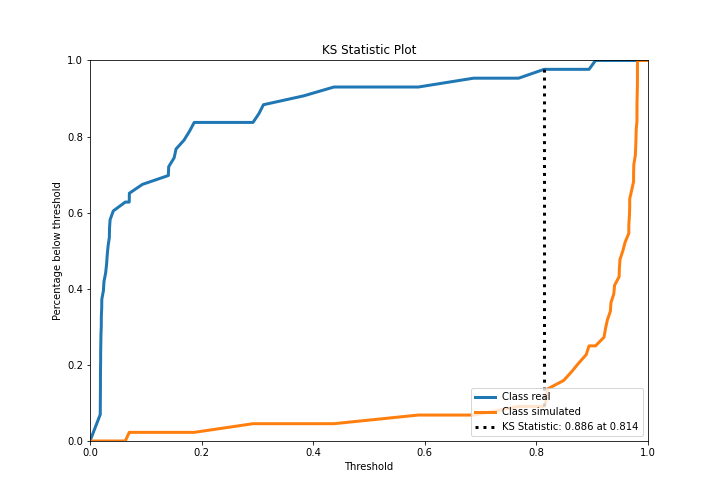 KS Statistic Plot
1.0
0.8
0.6
0.4
0.2
0.0
Percentage below threshold
Class real
Class simulated
KS Statistic: 0.886 at 0.814
0.0 0.2 0.4 0.6 0.8 1.0
Threshold